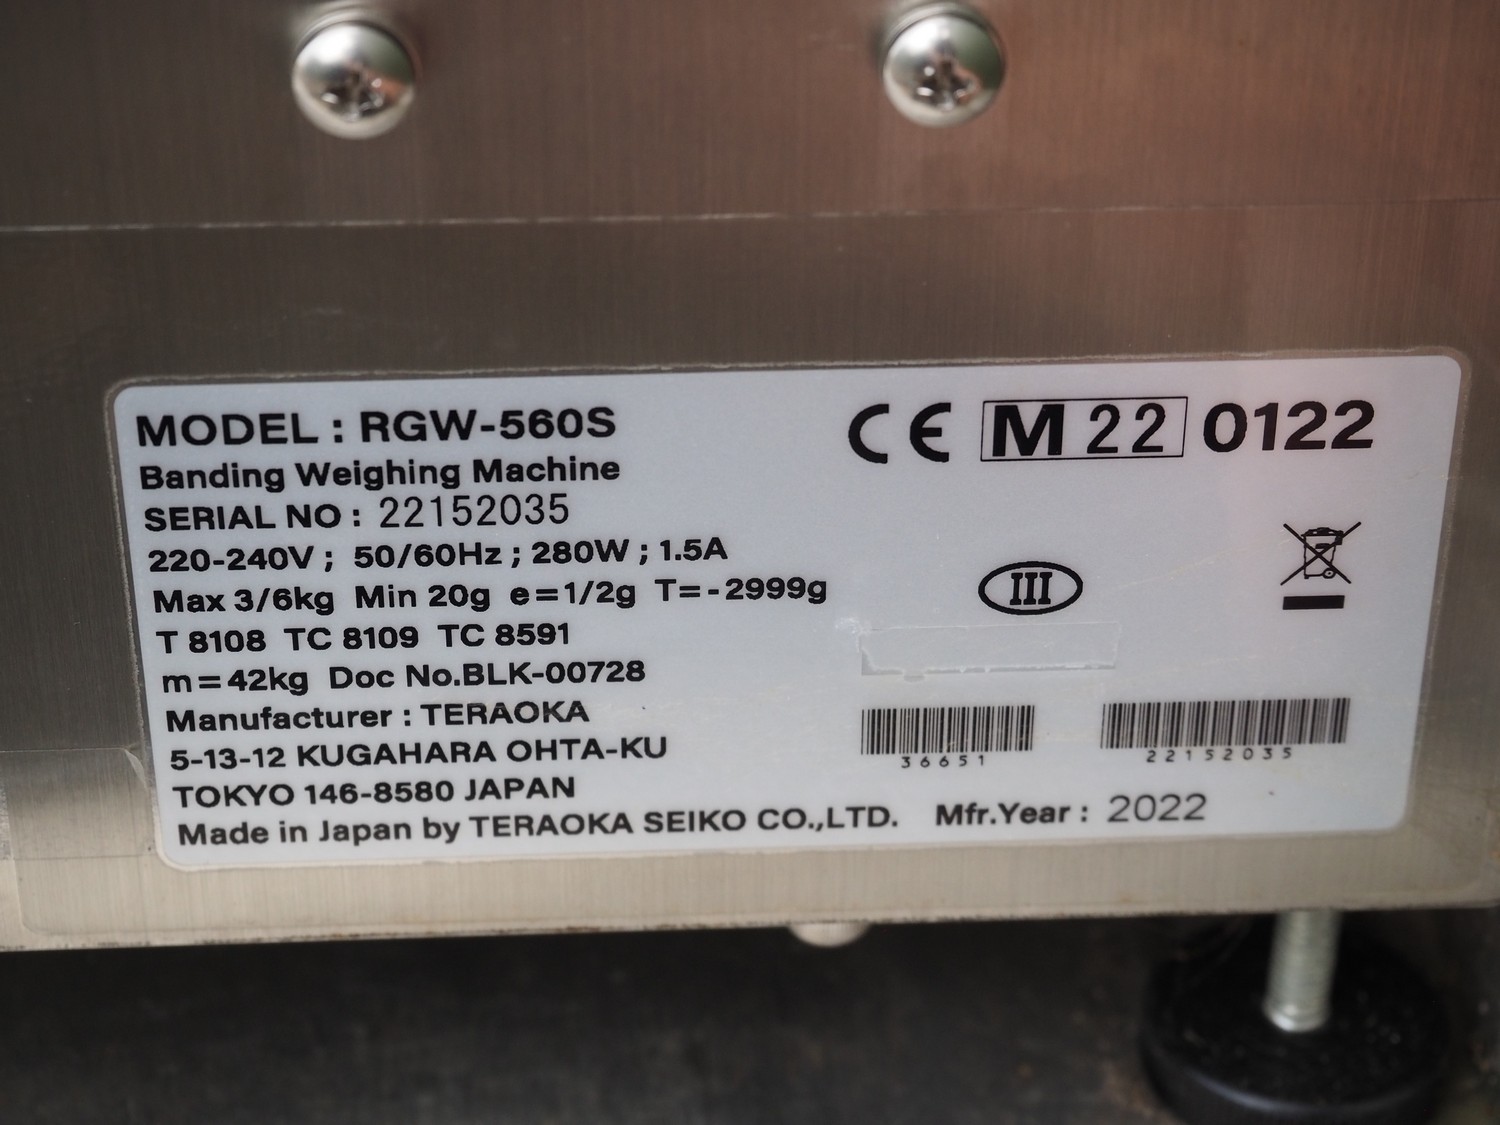 MODEL : RGW-560S
Banding Weighing Machine
SERIAL NO : 22152035
220-240V ; 50/60Hz ; 280W ; 1.5A
Max 3/6kg Min 20g e=1/2g T=-2999g
T 8108 TC 8109 TC 8591
m=42kg Doc No.BLK-00728
Manufacturer : TERAOKA
5-13-12 KUGAHARA OHTA-KU
TOKYO 146-8580 JAPAN
Made in Japan by TERAOKA SEIKO CO.,LTD.
CE M 22 0122
III
36651
22152035
Mfr.Year : 2022